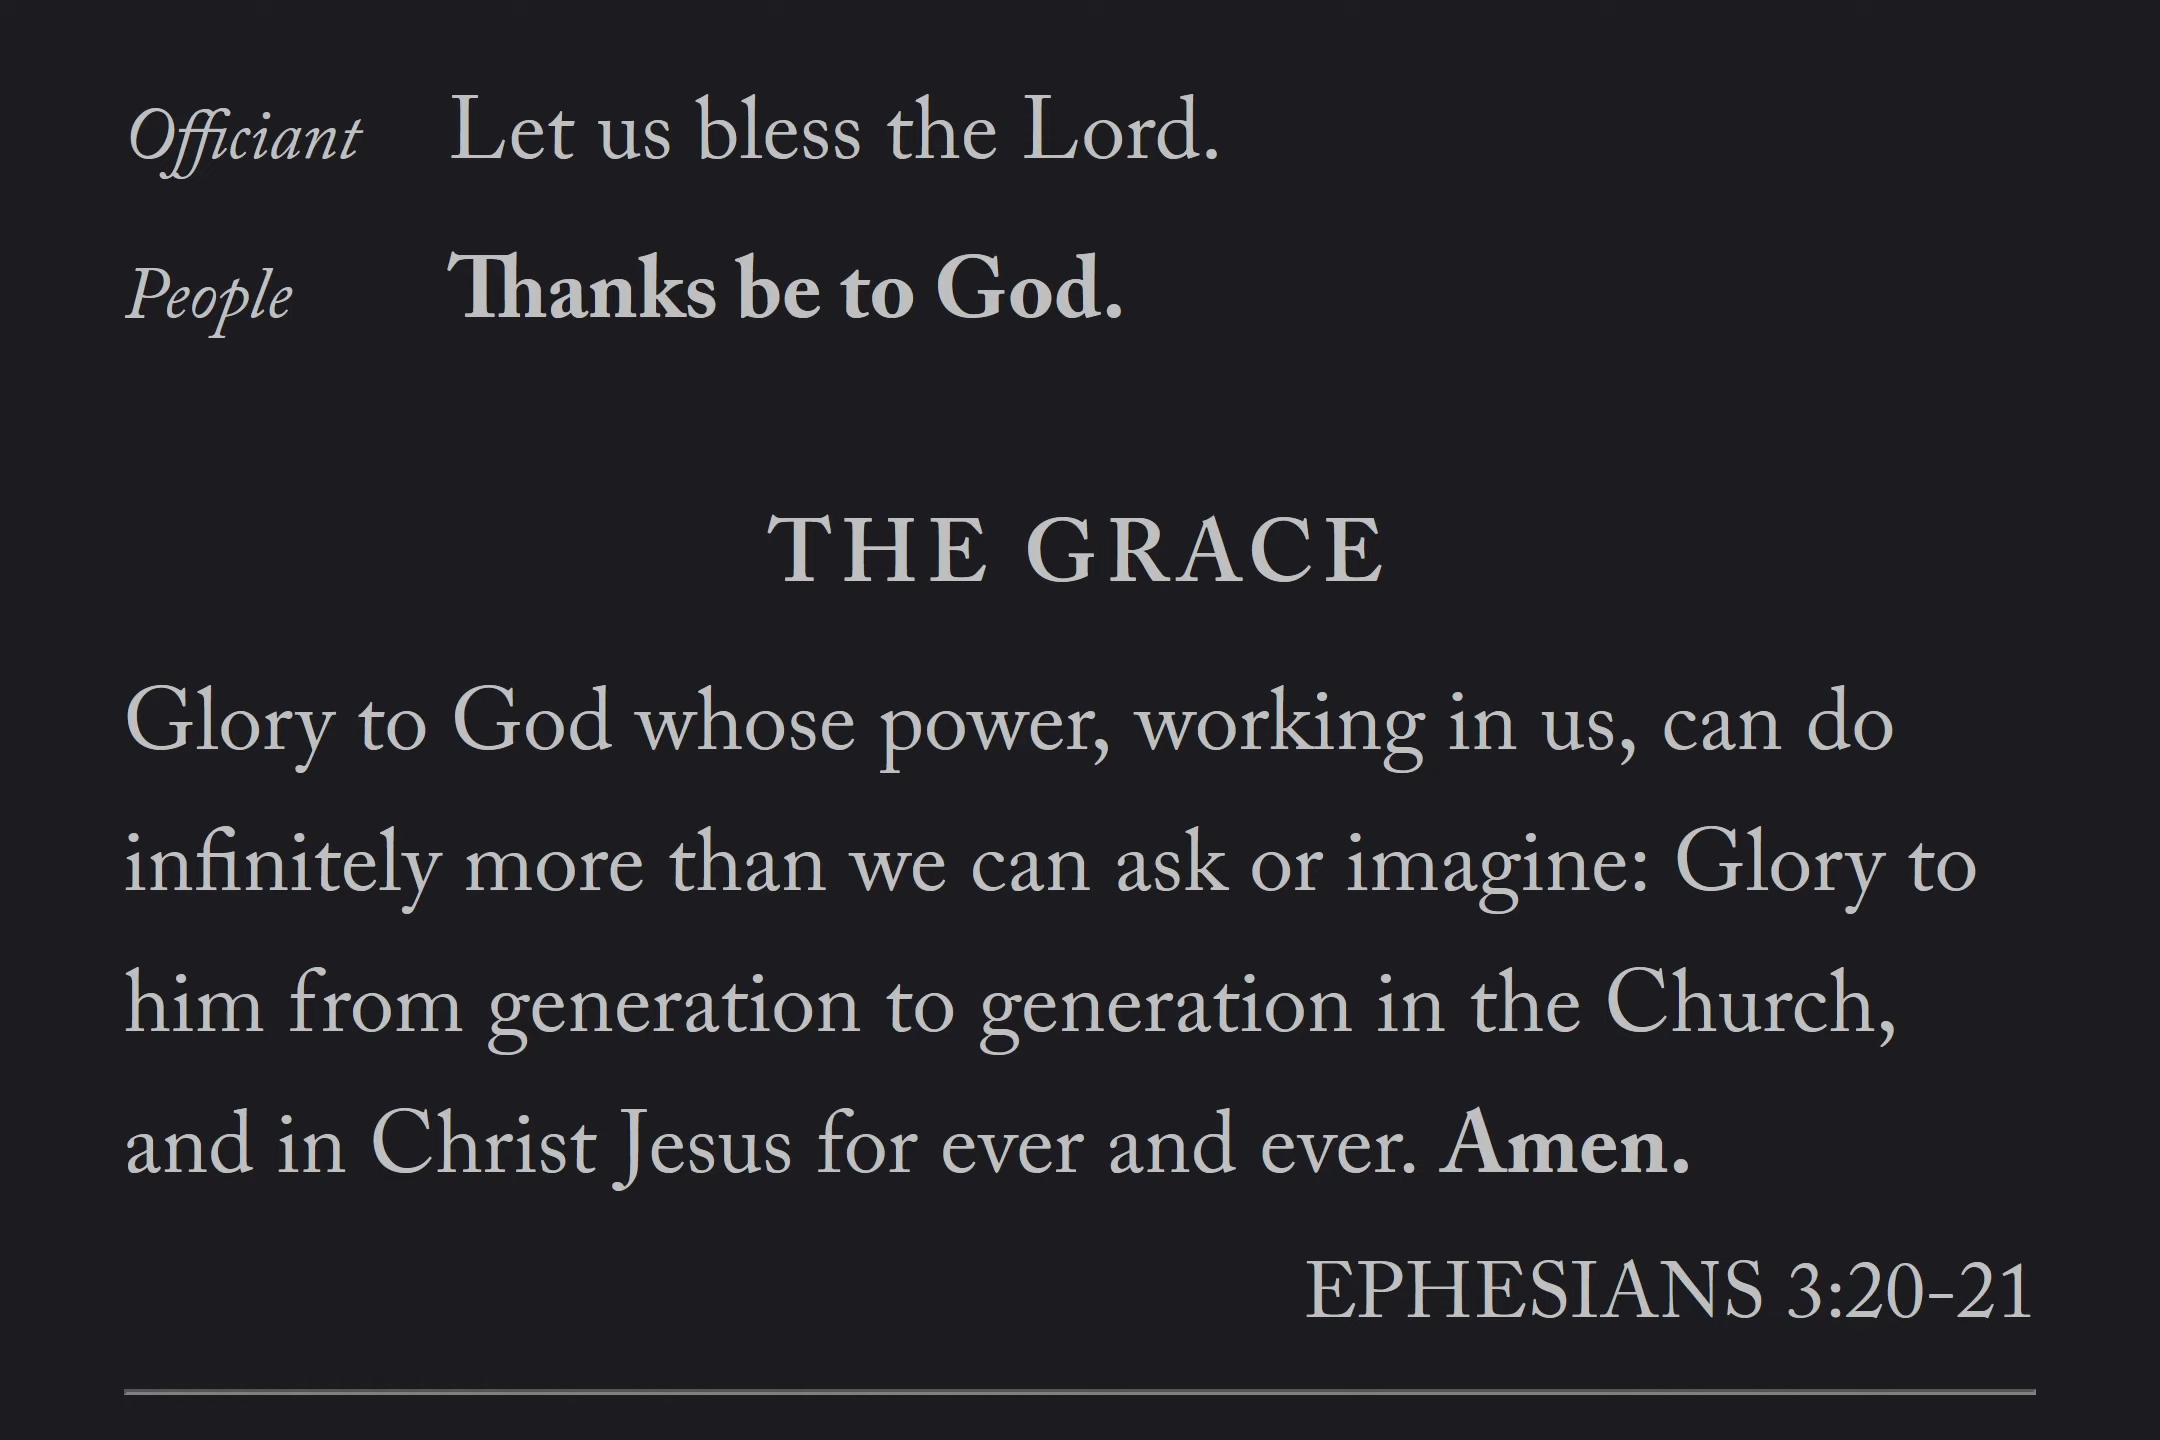 Officiant Let us bless the Lord.
People Thanks be to God.
THE GRACE
Glory to God whose power, working in us, can do
infinitely more than we can ask or imagine: Glory to
him from generation to generation in the Church,
and in Christ Jesus for ever and ever. Amen.
EPHESIANS 3:20-21